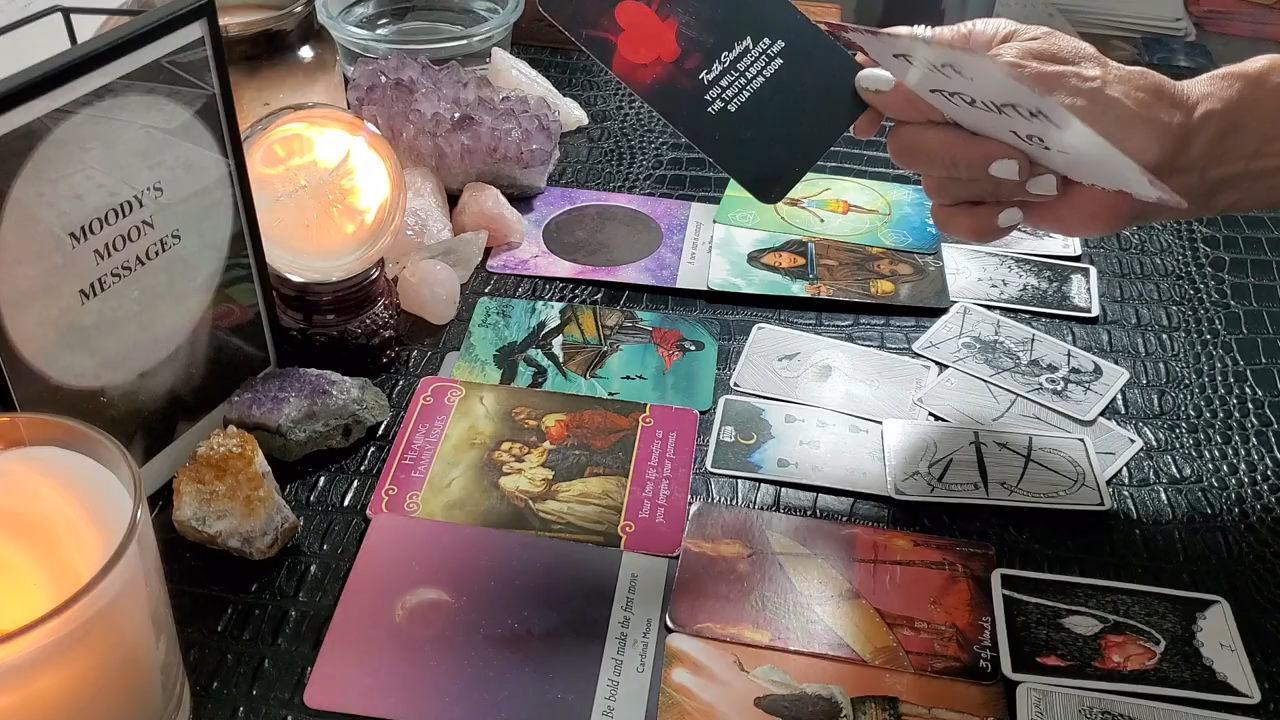 MOODY'S
MOON
MESSAGES
Truth Seeking
YOU WILL DISCOVER
THE TRUTH ABOUT THIS
SITUATION SOON
THE
TRUTH
IS
HEALING
FAMILY ISSUES
Your love life benefits as
you forgive your parents.
Be bold and make the first move
Cardinal Moon
3 of Wands